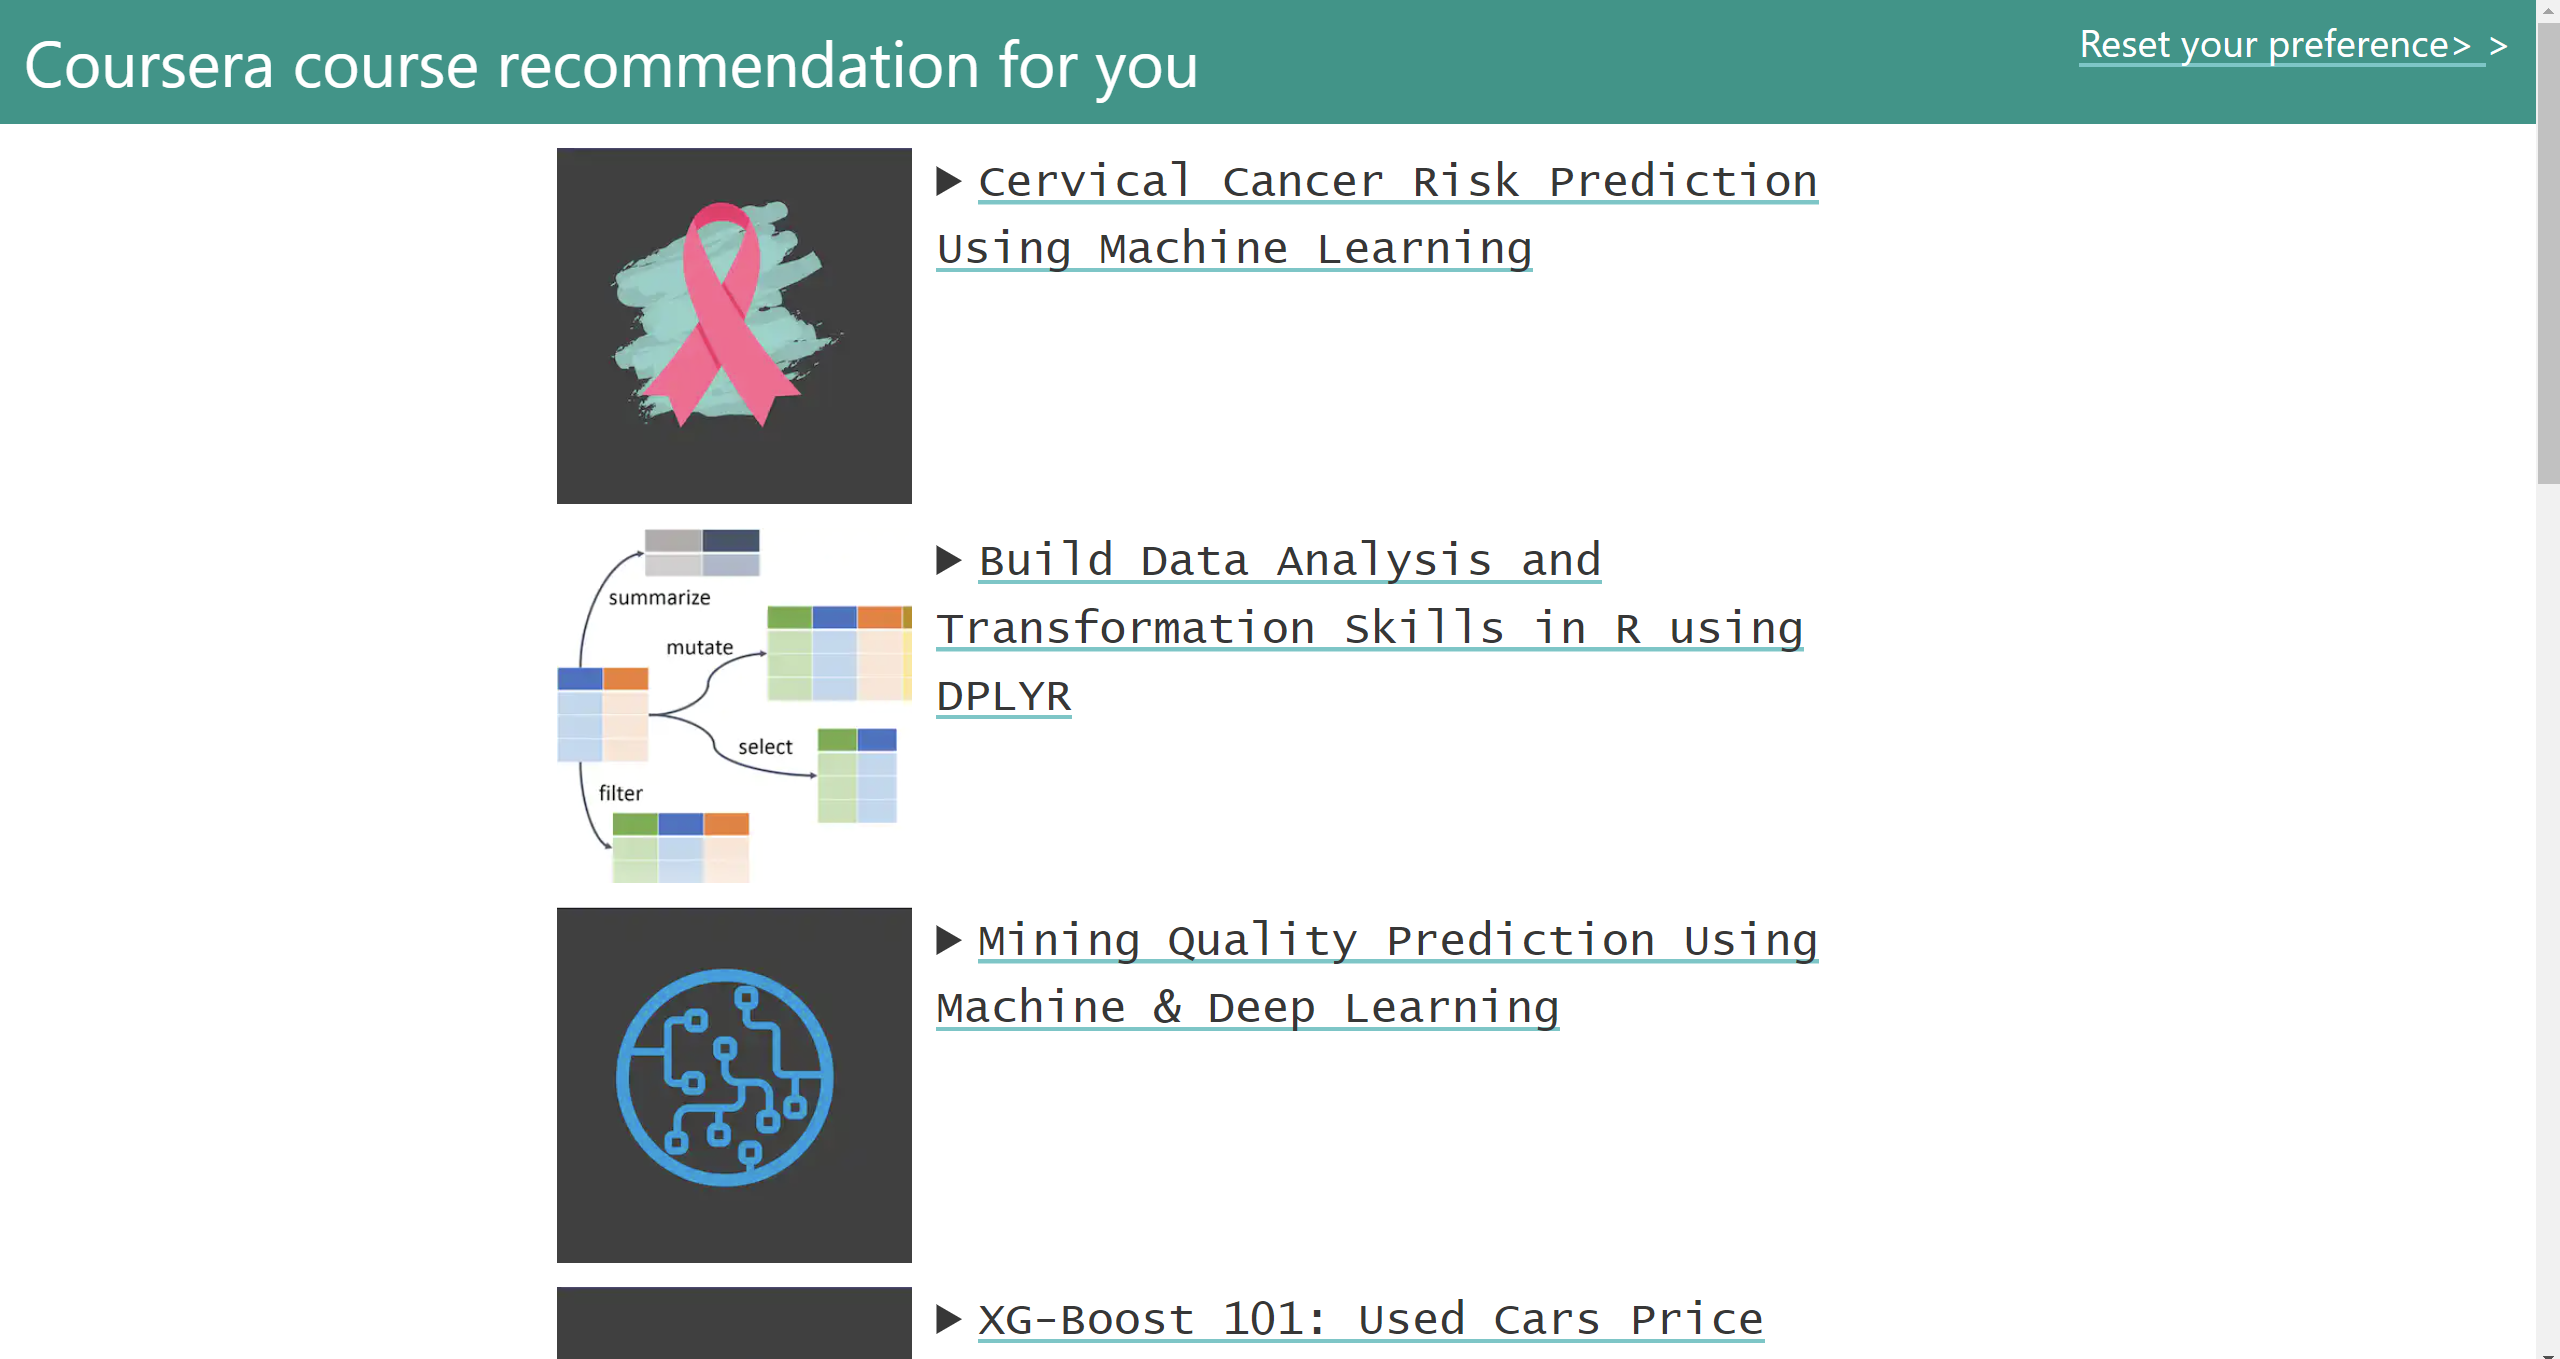 Coursera course recommendation for you
Reset your preference> >
Cervical Cancer Risk Prediction
Using Machine Learning
summarize
mutate
select
filter
Build Data Analysis and
Transformation Skills in R using
DPLYR
Mining Quality Prediction Using
Machine & Deep Learning
XG-Boost 101: Used Cars Price